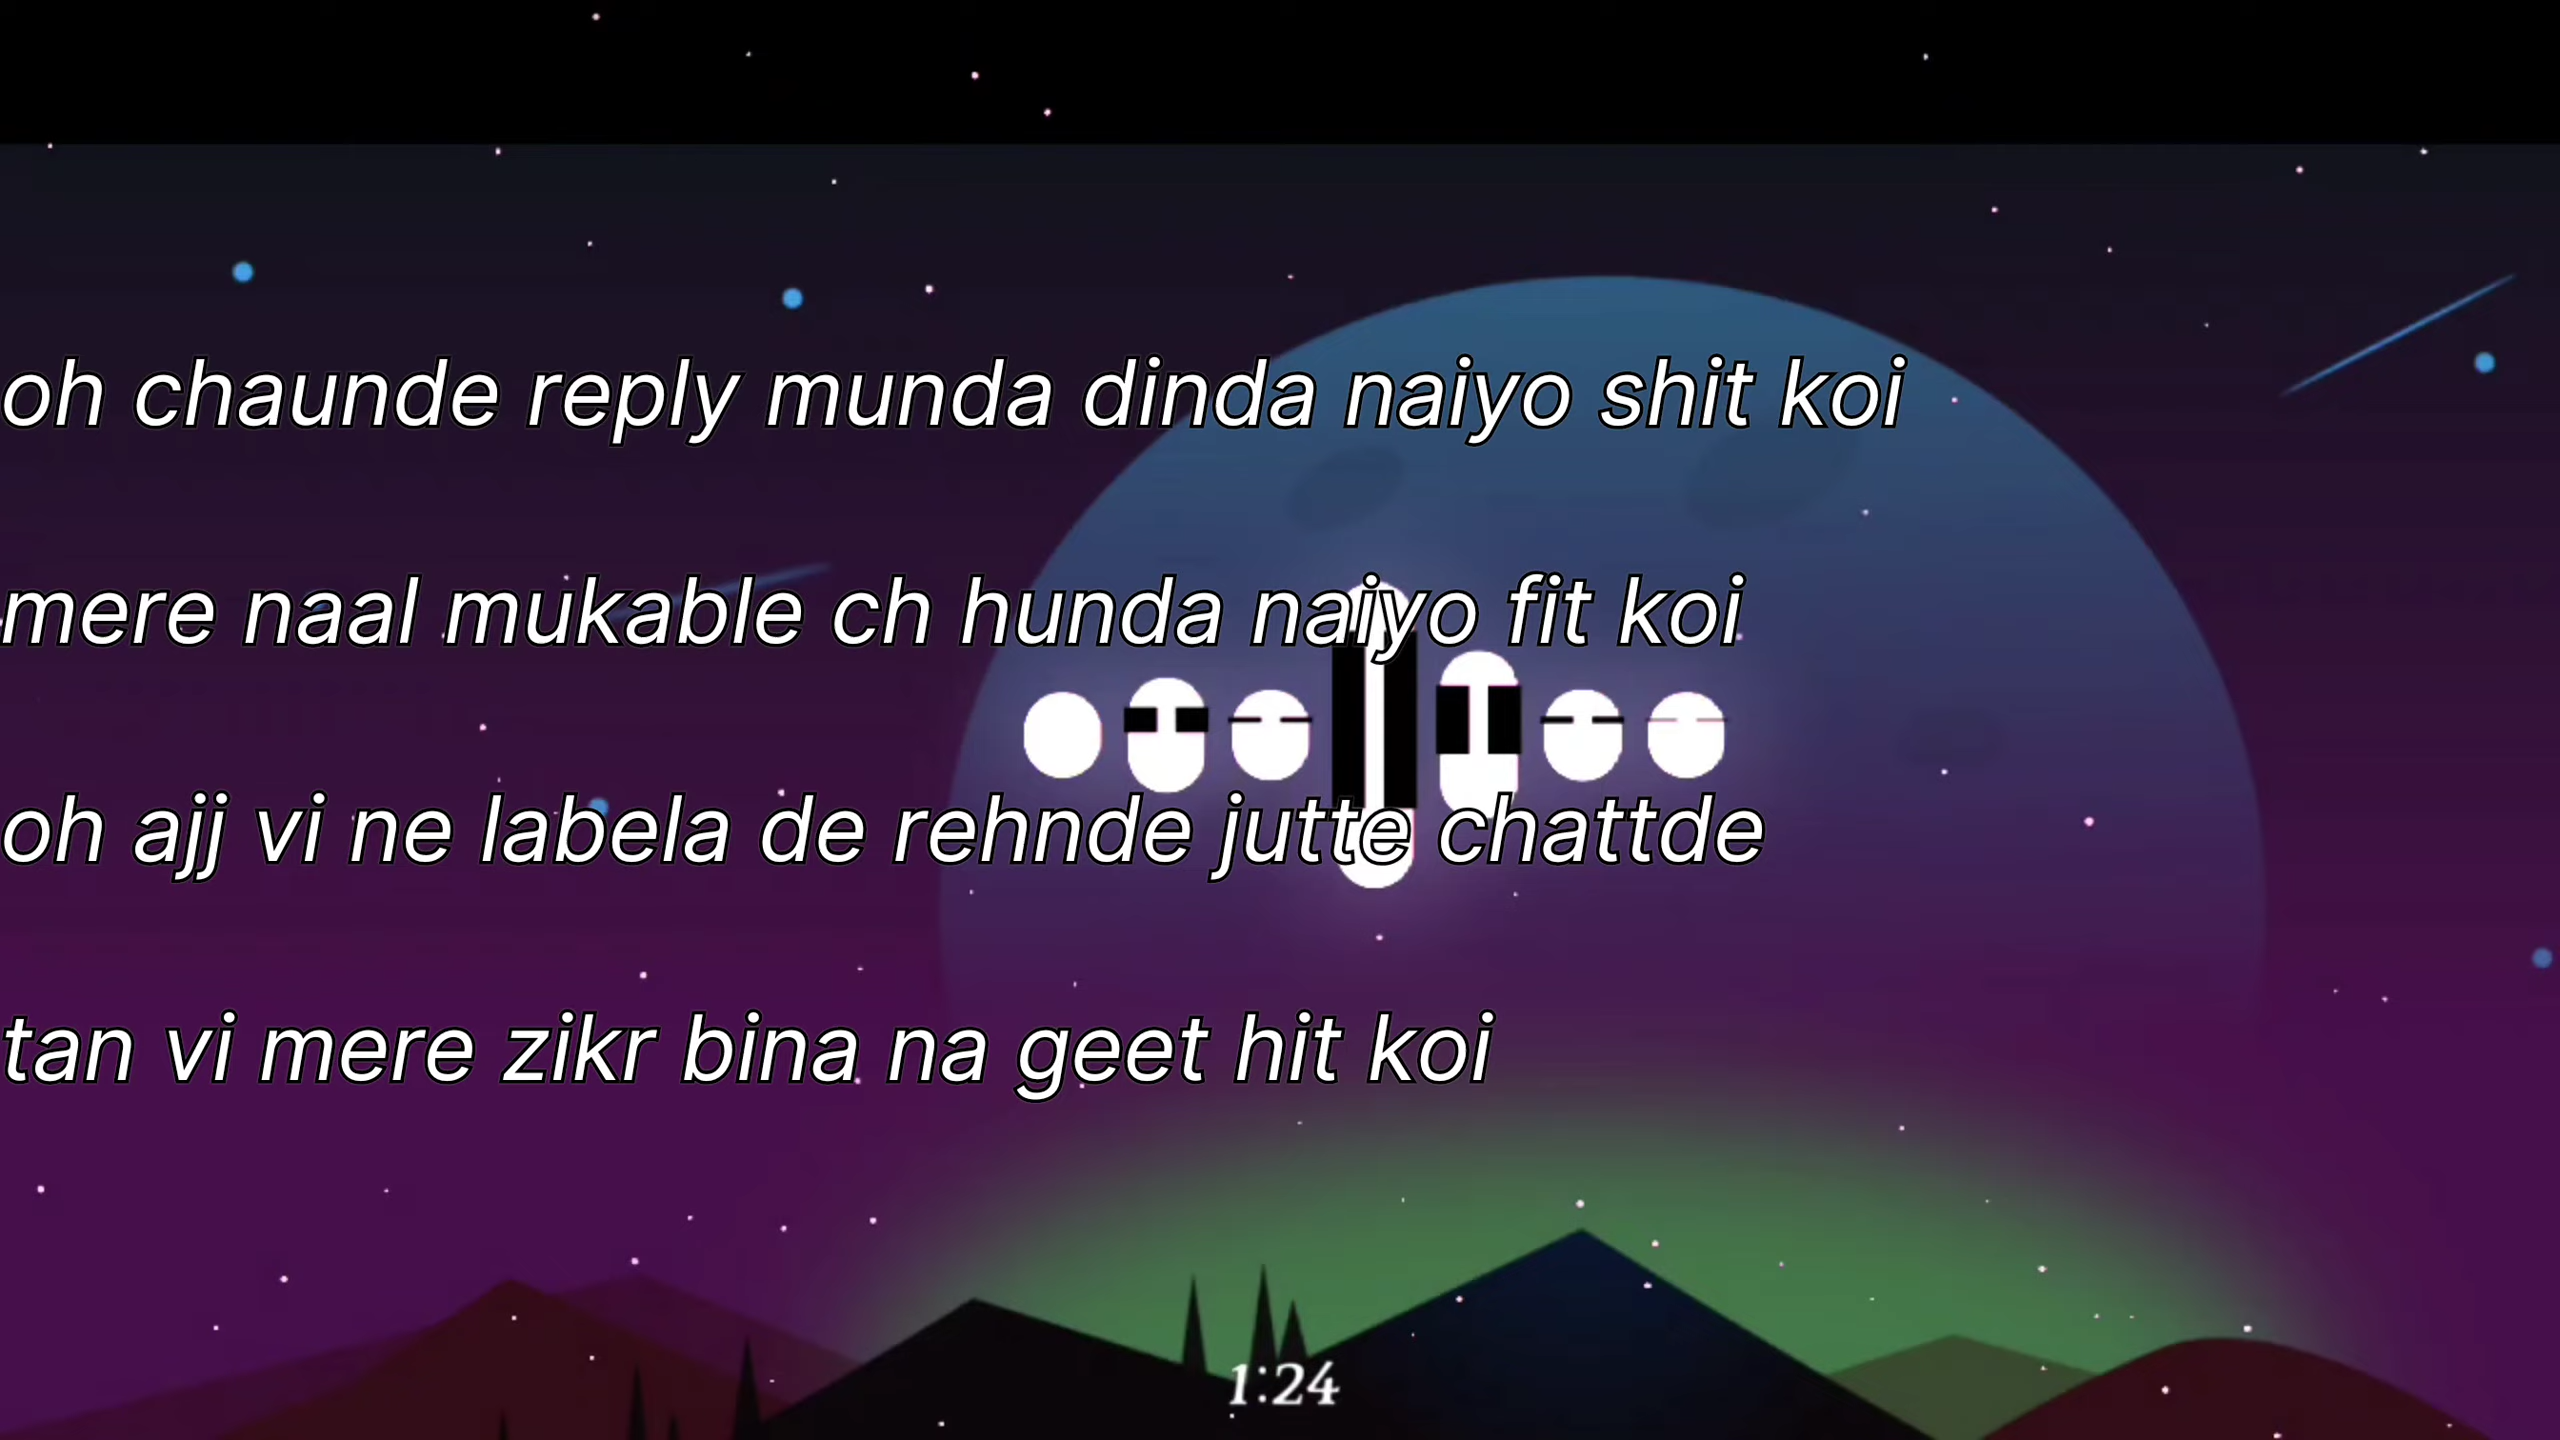 oh chaunde reply munda dinda naiyo shit koi
mere naal mukable ch hunda naiyo fit koi
oh ajj vi ne labela de rehnde jutte chattde
tan vi mere zikr bina na geet hit koi
1:24